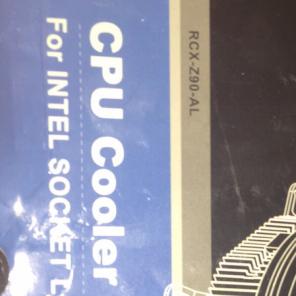 RCX-Z90-AL
CPU Cooler
For INTEL SOCKET